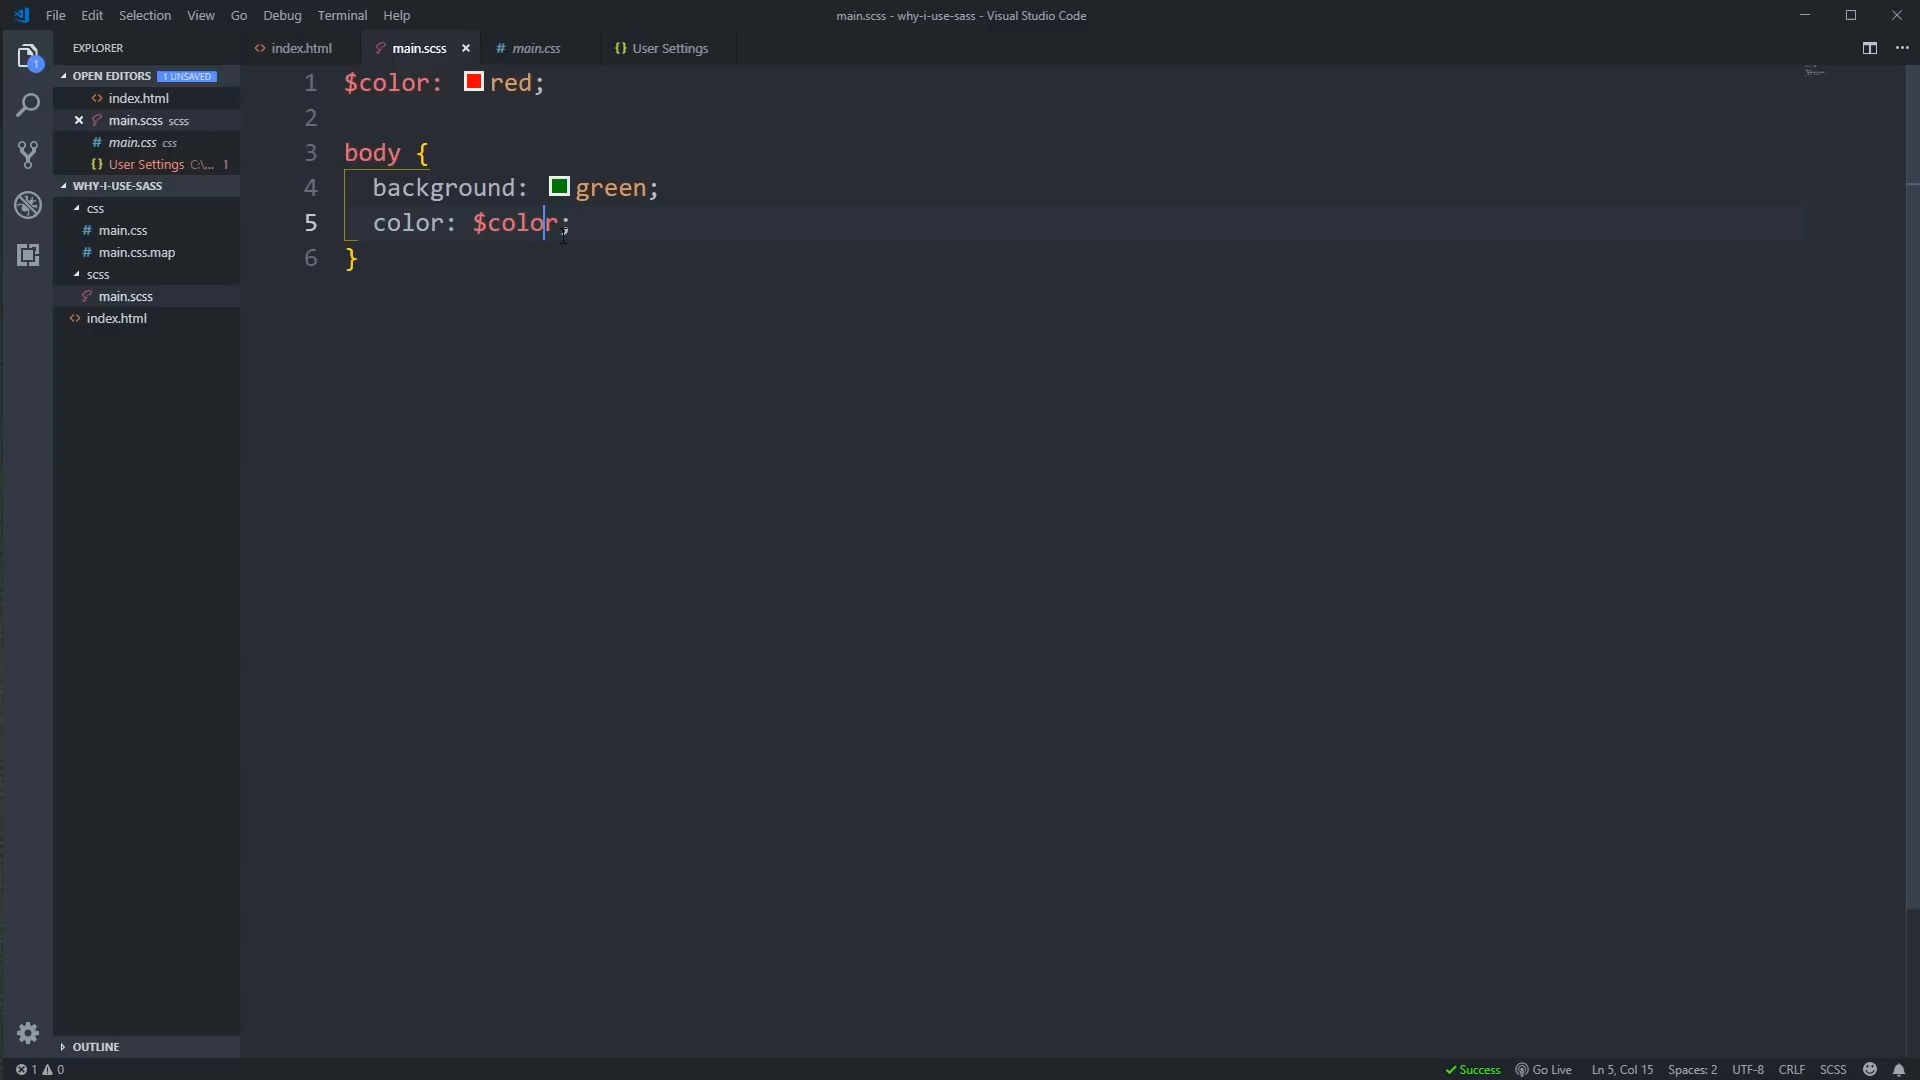 File Edit Selection View Go Debug Terminal Help
main.scss - why-i-use-sass - Visual Studio Code
EXPLORER
index.html
main.scss
# main.css
{} User Settings
OPEN EDITORS 1 UNSAVED
index.html
main.scss scss
# main.css css
{} User Settings C:\... 1
WHY-I-USE-SASS
css
# main.css
# main.css.map
scss
main.scss
<> index.html
OUTLINE
1 $color: red;
2
3 body {
4 background: green;
5 color: $color;
6 }
1 0
Success Go Live Ln 5, Col 15 Spaces: 2 UTF-8 CRLF SCSS